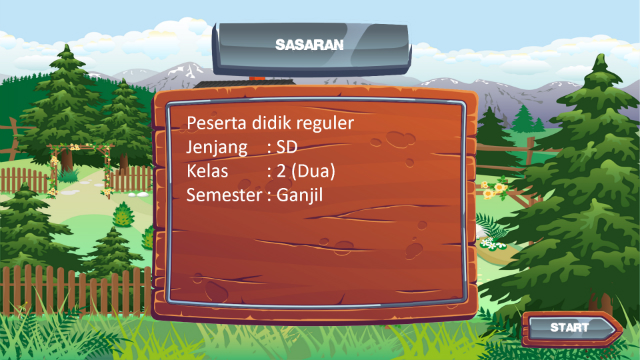 SASARAN
Peserta didik reguler
Jenjang : SD
Kelas : 2 (Dua)
Semester : Ganjil
START